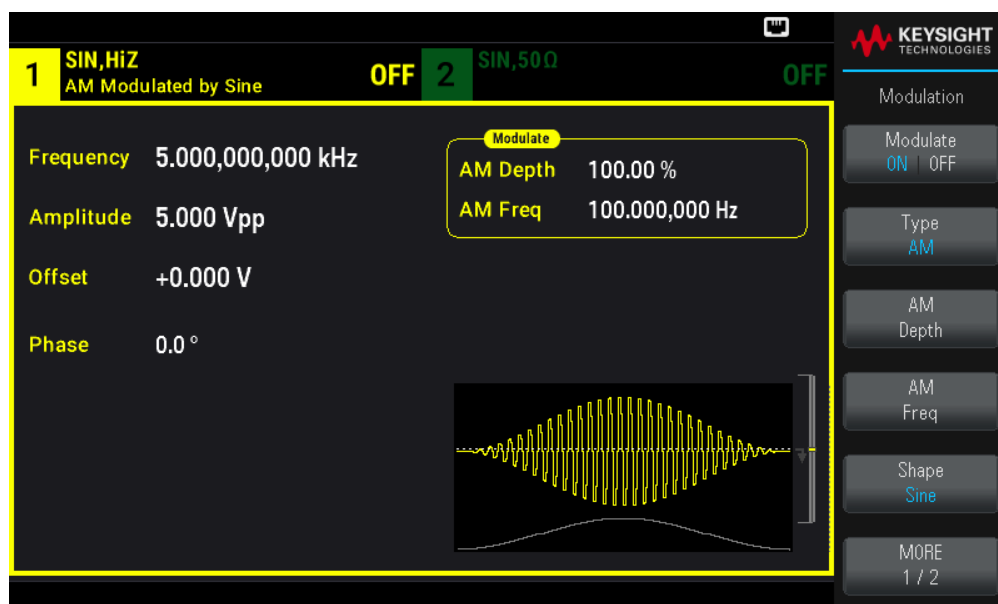 KEYSIGHT
TECHNOLOGIES
1
SIN,HiZ
AM Modulated by Sine
OFF
2
SIN,50Ω
OFF
Frequency 5.000,000,000 kHz
Amplitude 5.000 Vpp
Offset +0.000 V
Phase 0.0 °
Modulate
AM Depth 100.00 %
AM Freq 100.000,000 Hz
Modulation
Modulate
ON | OFF
Type
AM
AM
Depth
AM
Freq
Shape
Sine
MORE
1 / 2